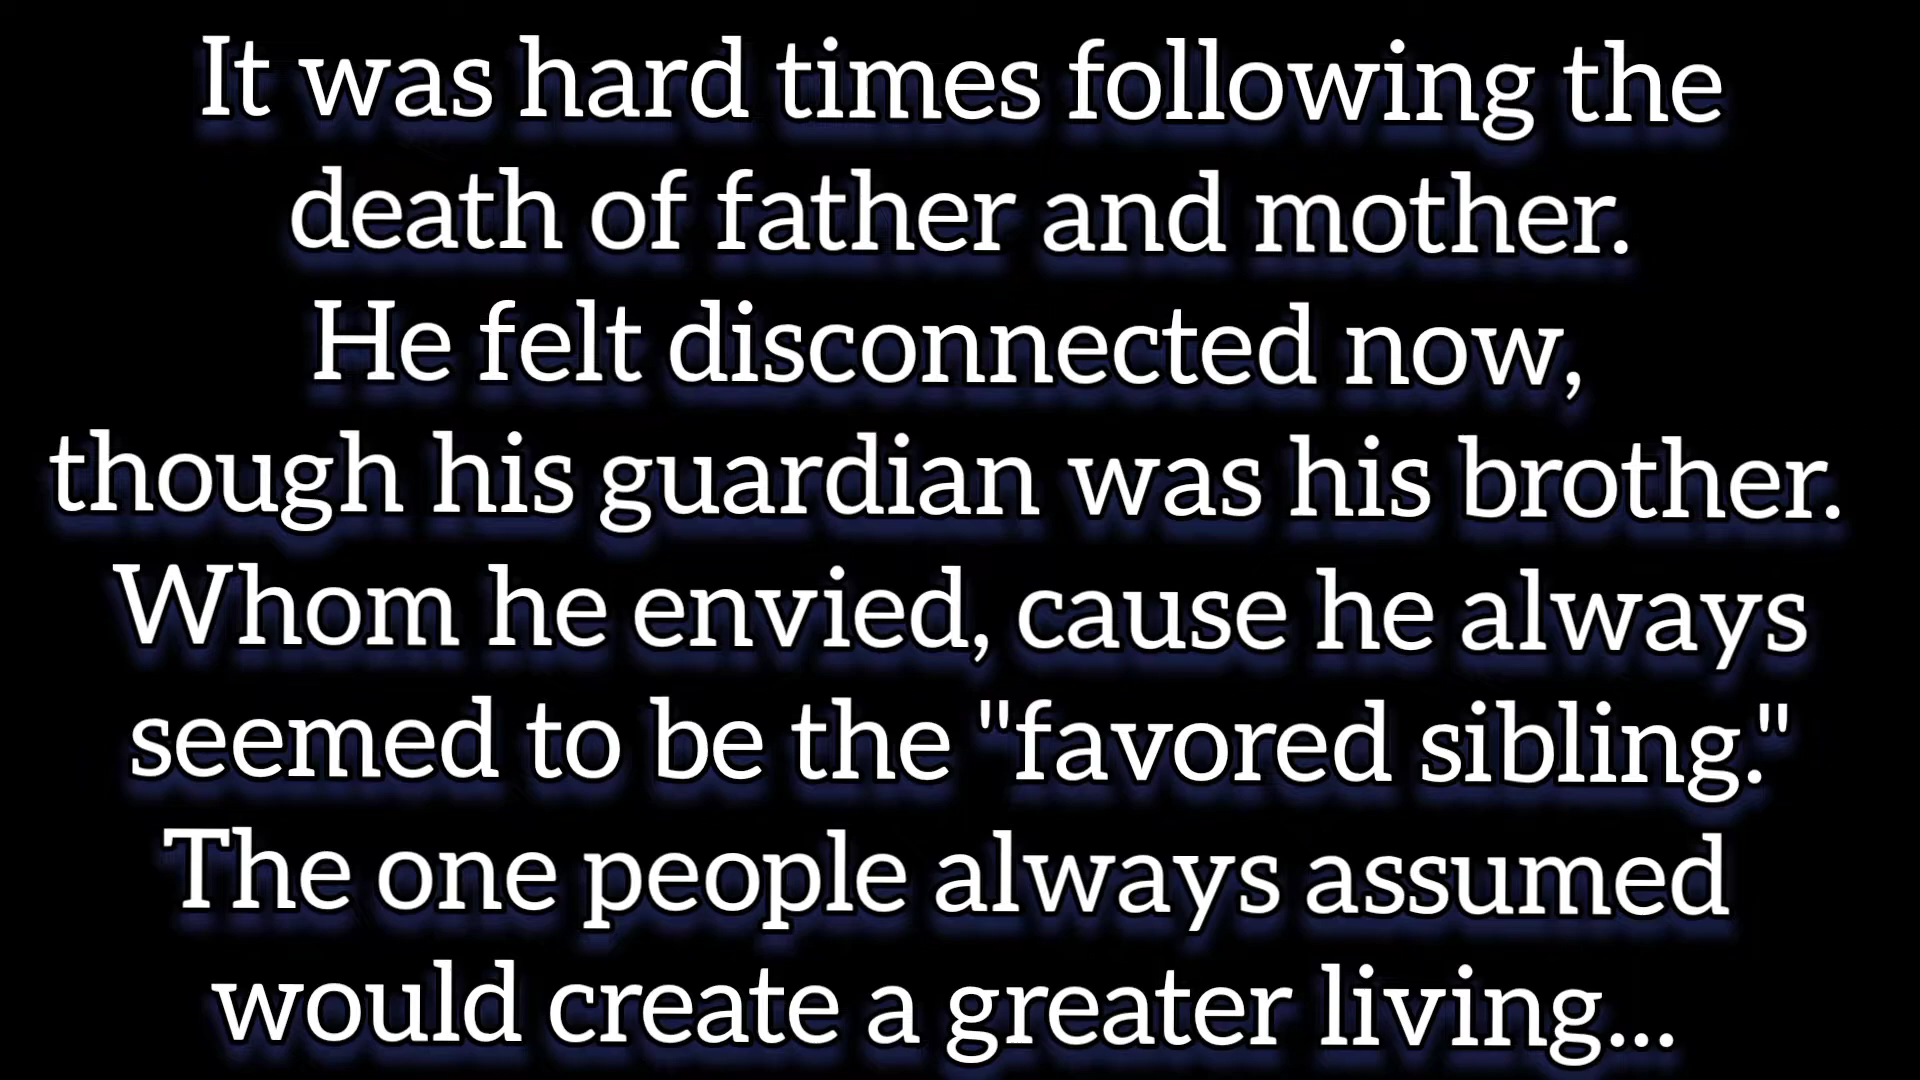 It was hard times following the
death of father and mother.
He felt disconnected now,
though his guardian was his brother.
Whom he envied, cause he always
seemed to be the "favored sibling."
The one people always assumed
would create a greater living...